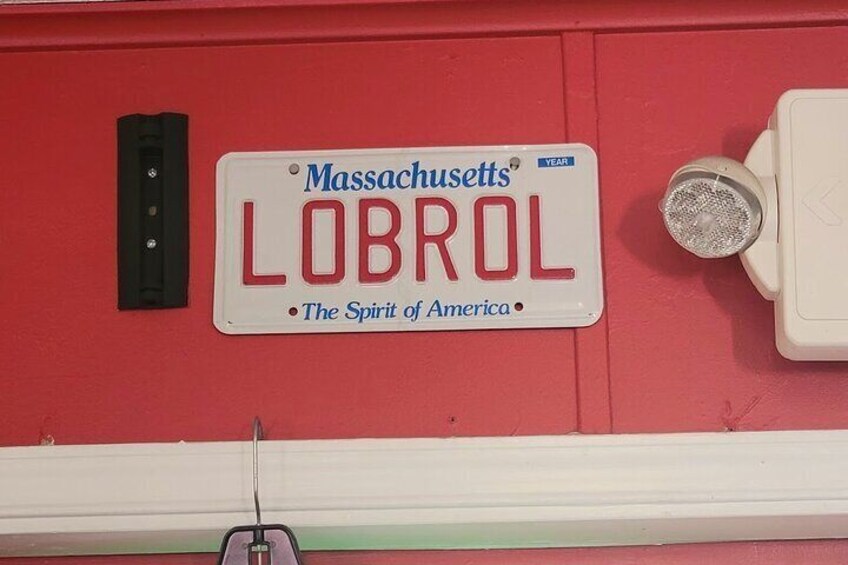 Massachusetts YEAR
LOBROL
The Spirit of America